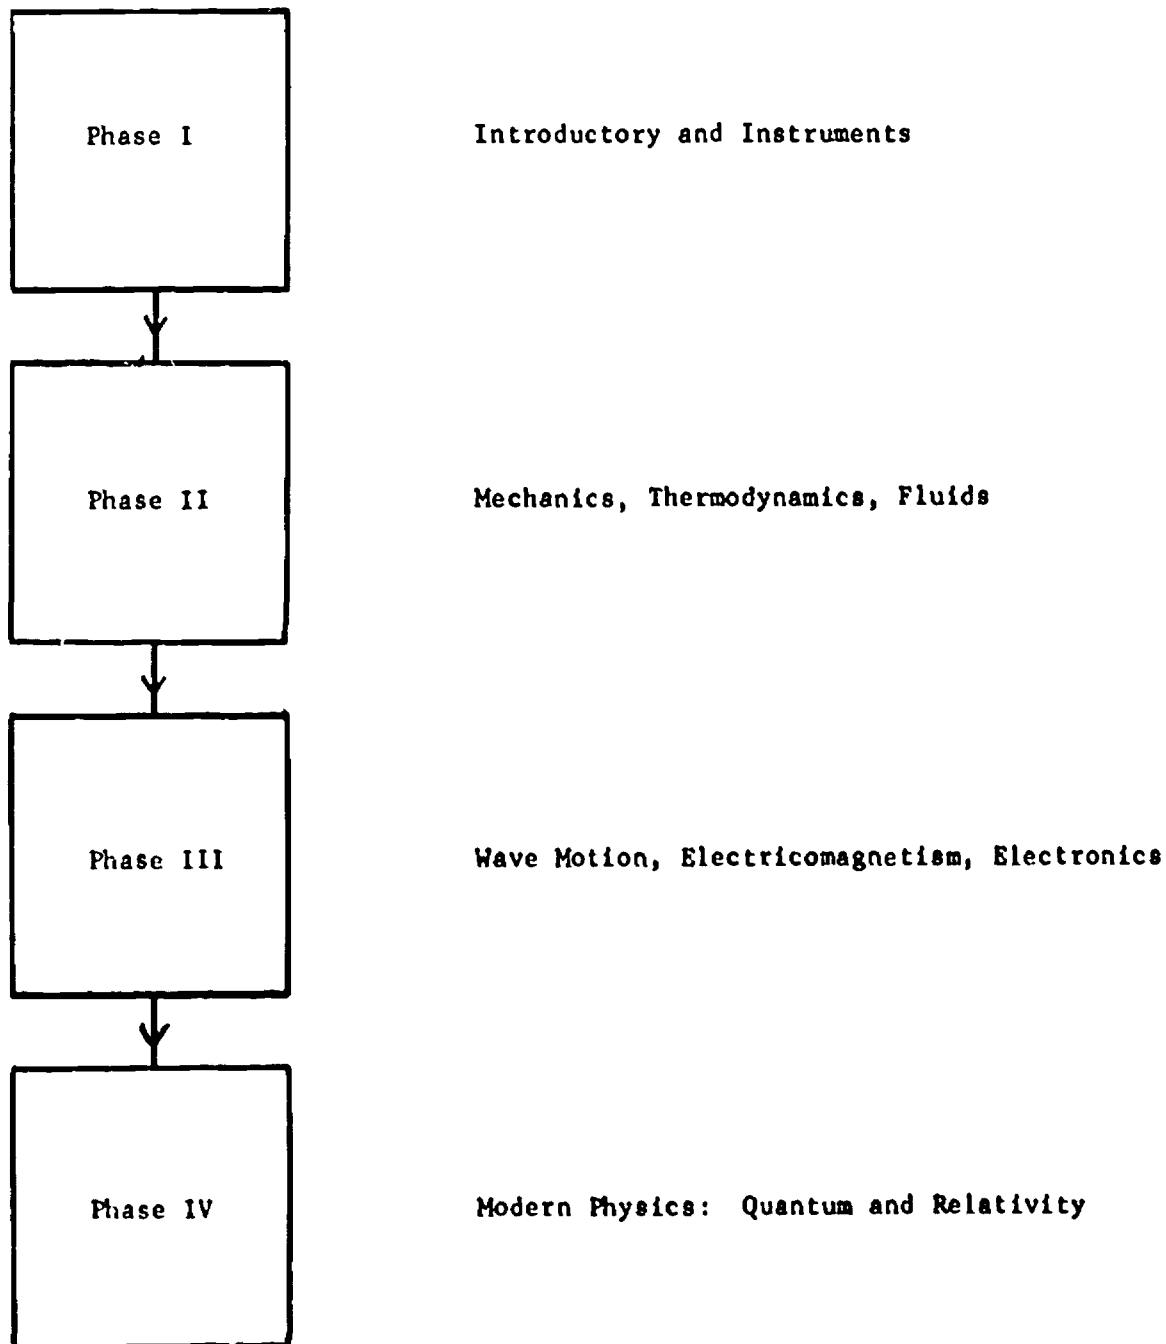 Phase I
Introductory and Instruments
Phase II
Mechanics, Thermodynamics, Fluids
Phase III
Wave Motion, Electricomagnetism, Electronics
Phase IV
Modern Physics: Quantum and Relativity